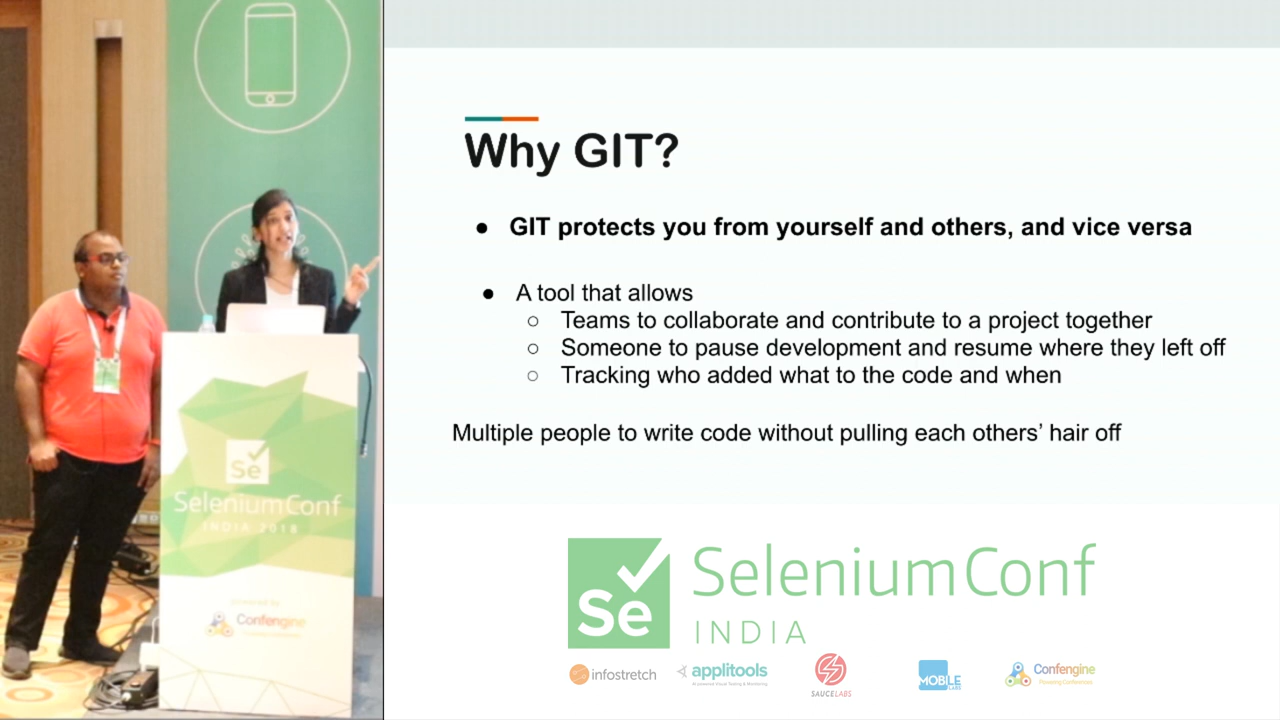 Why GIT?
● GIT protects you from yourself and others, and vice versa
● A tool that allows
○ Teams to collaborate and contribute to a project together
○ Someone to pause development and resume where they left off
○ Tracking who added what to the code and when
Multiple people to write code without pulling each others’ hair off
Se
SeleniumConf
INDIA
infostretch
applitools
SAUCELABS
MOBILE
LABS
Confengine
Se
SeleniumConf
INDIA 2018
powered by
Confengine